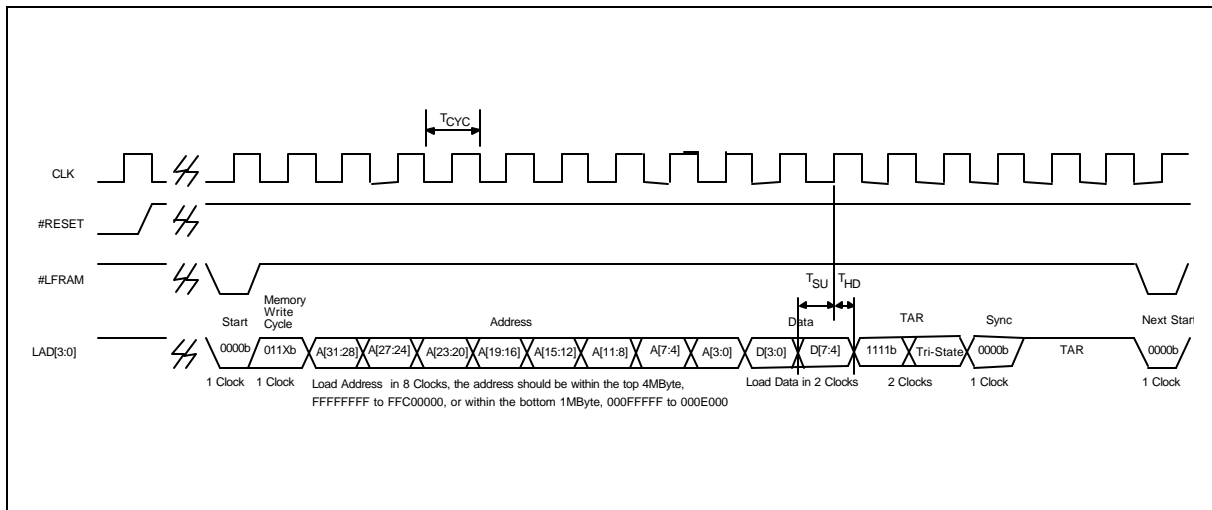 TCYC
CLK
#RESET
#LFRAM
TSU THD
Memory
Write
Cycle
Start Address Data TAR Sync Next Start
LAD[3:0] 0000b 011Xb A[31:28] A[27:24] A[23:20] A[19:16] A[15:12] A[11:8] A[7:4] A[3:0] D[3:0] D[7:4] 1111b Tri-State 0000b TAR 0000b
1 Clock 1 Clock Load Address in 8 Clocks, the address should be within the top 4MByte, Load Data in 2 Clocks 2 Clocks 1 Clock 1 Clock
FFFFFFFF to FFC00000, or within the bottom 1MByte, 000FFFFF to 000E000